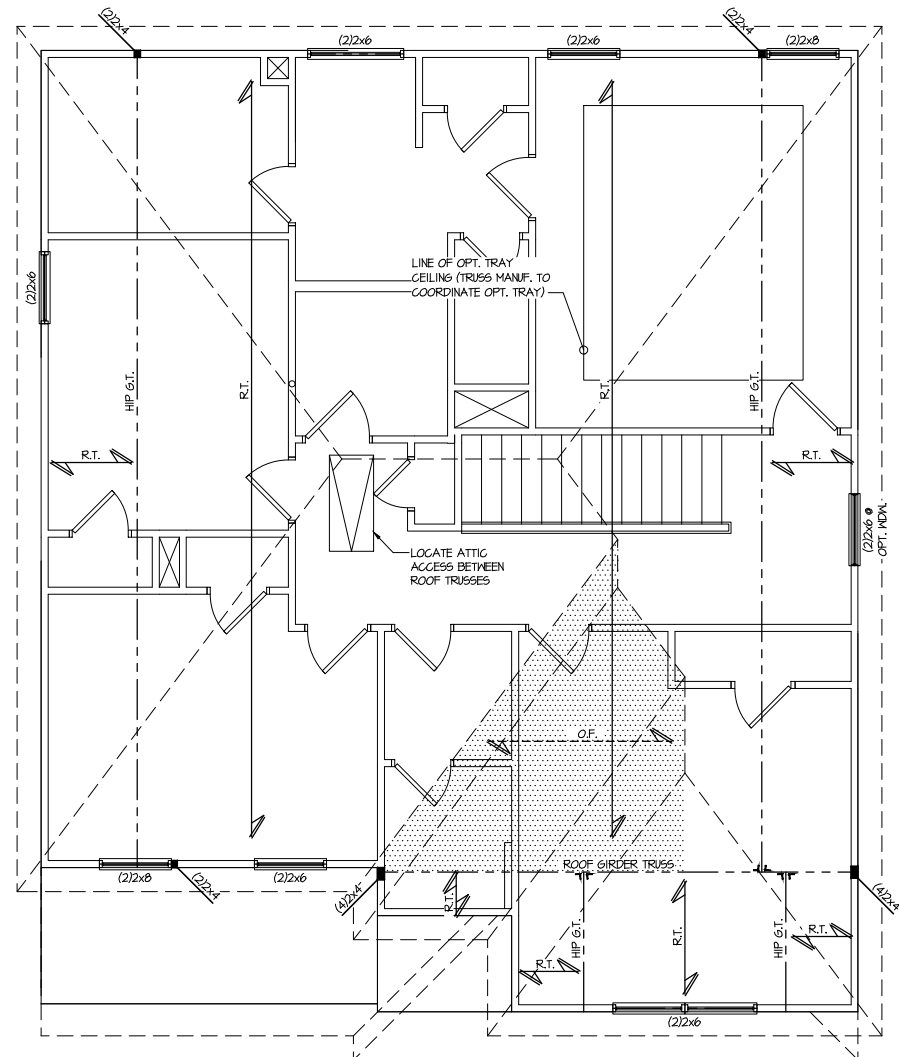 (2)2x4
(2)2x4
(2)2x6
(2)2x6
(2)2x8
LINE OF OPT. TRAY
CEILING (TRUSS MANUF. TO
COORDINATE OPT. TRAY)
(2)2x6
HIP G.T.
R.T.
R.T.
HIP G.T.
R.T.
R.T.
(2)2x6 @
OPT. WDW.
LOCATE ATTIC
ACCESS BETWEEN
ROOF TRUSSES
O.F.
ROOF GIRDER TRUSS
(2)2x8
(2)2x4
(2)2x6
(4)2x4
(4)2x4
R.T.
HIP G.T.
R.T.
HIP G.T.
R.T.
R.T.
(2)2x6